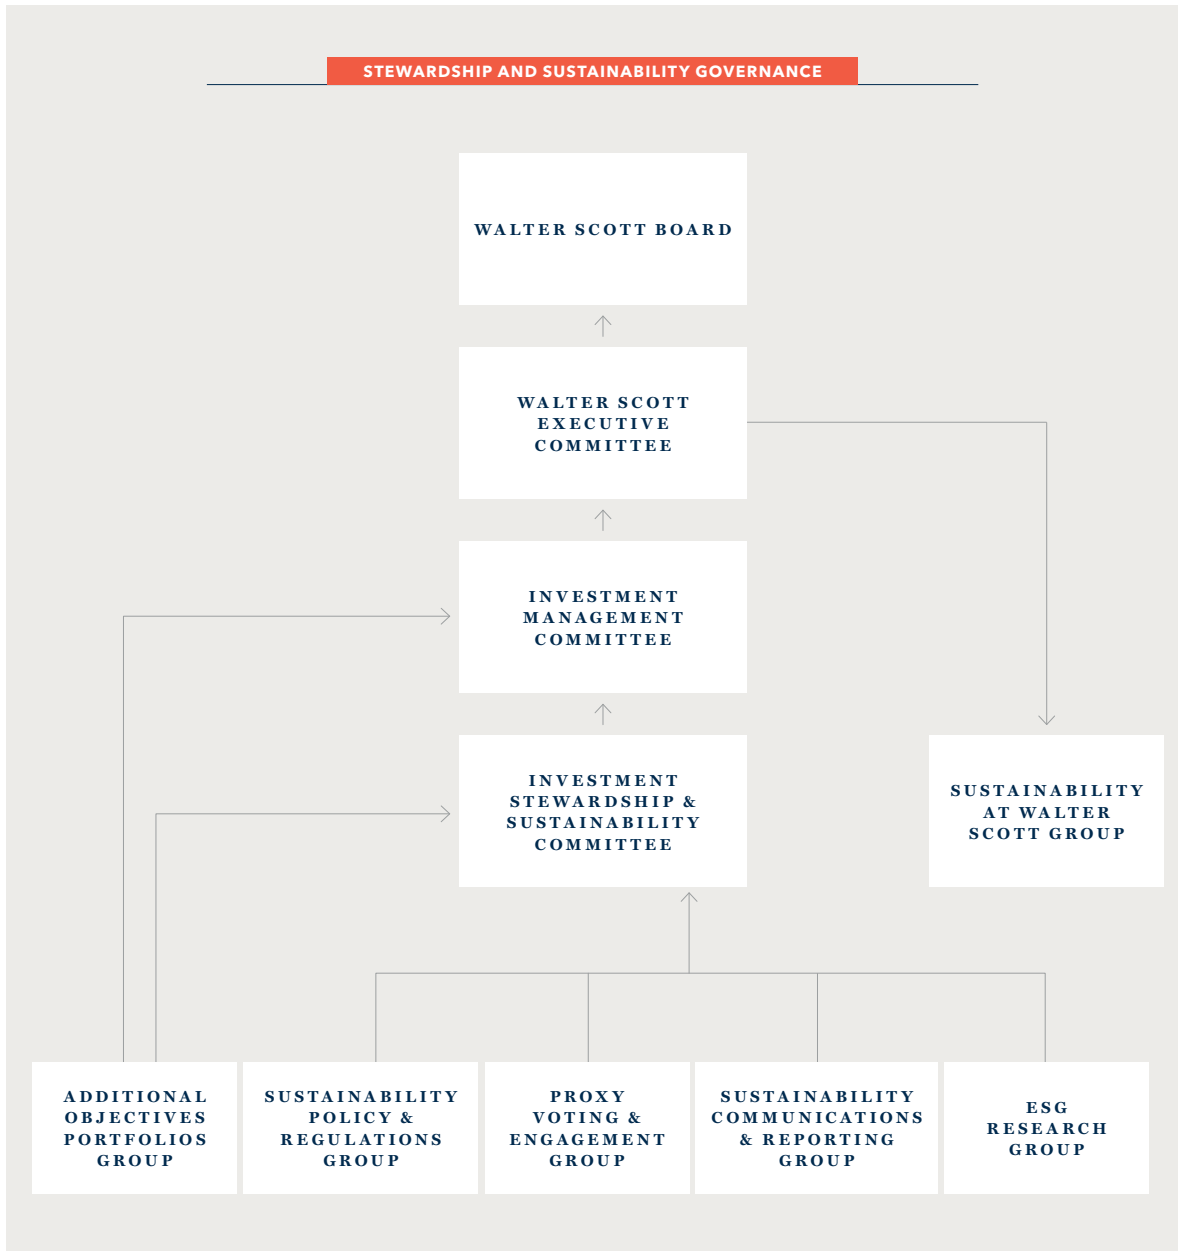 STEWARDSHIP AND SUSTAINABILITY GOVERNANCE
WALTER SCOTT BOARD
WALTER SCOTT
EXECUTIVE
COMMITTEE
INVESTMENT
MANAGEMENT
COMMITTEE
INVESTMENT
STEWARDSHIP &
SUSTAINABILITY
COMMITTEE
SUSTAINABILITY
AT WALTER
SCOTT GROUP
ADDITIONAL
OBJECTIVES
PORTFOLIOS
GROUP
SUSTAINABILITY
POLICY &
REGULATIONS
GROUP
PROXY
VOTING &
ENGAGEMENT
GROUP
SUSTAINABILITY
COMMUNICATIONS
& REPORTING
GROUP
ESG
RESEARCH
GROUP